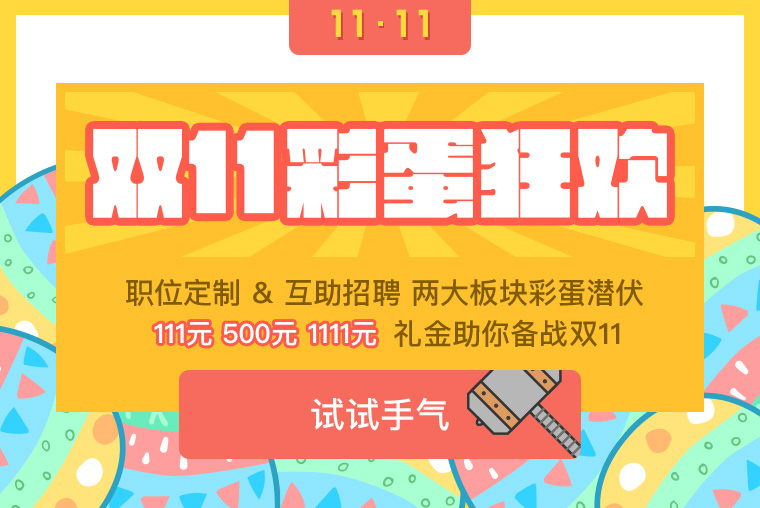 11·11
双11彩蛋狂欢
职位定制 & 互助招聘 两大板块彩蛋潜伏
111元 500元 1111元 礼金助你备战双11
试试手气